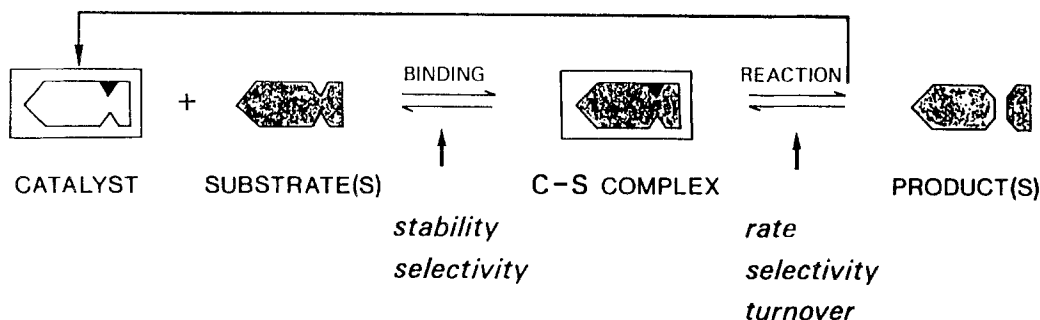 BINDING
REACTION
+
CATALYST
SUBSTRATE(S)
C-S COMPLEX
PRODUCT(S)
stability
selectivity
rate
selectivity
turnover